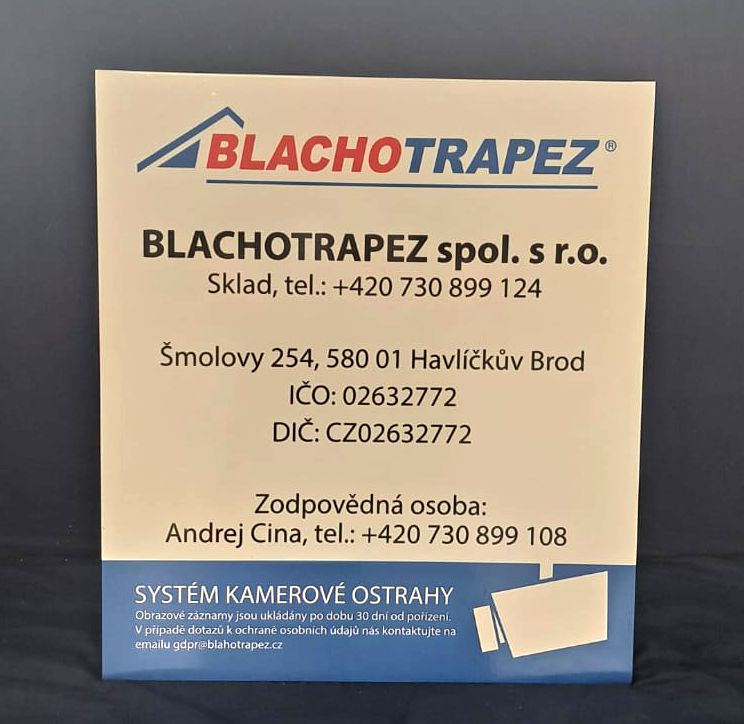 BLACHOTRAPEZ®
BLACHOTRAPEZ spol. s r.o.
Sklad, tel.: +420 730 899 124
Šmolovy 254, 580 01 Havlíčkův Brod
IČO: 02632772
DIČ: CZ02632772
Zodpovědná osoba:
Andrej Cina, tel.: +420 730 899 108
SYSTÉM KAMEROVÉ OSTRAHY
Obrazové záznamy jsou ukládány po dobu 30 dní od pořízení.
V případě dotazů k ochraně osobních údajů nás kontaktujte na
emailu gdpr@blahotrapez.cz